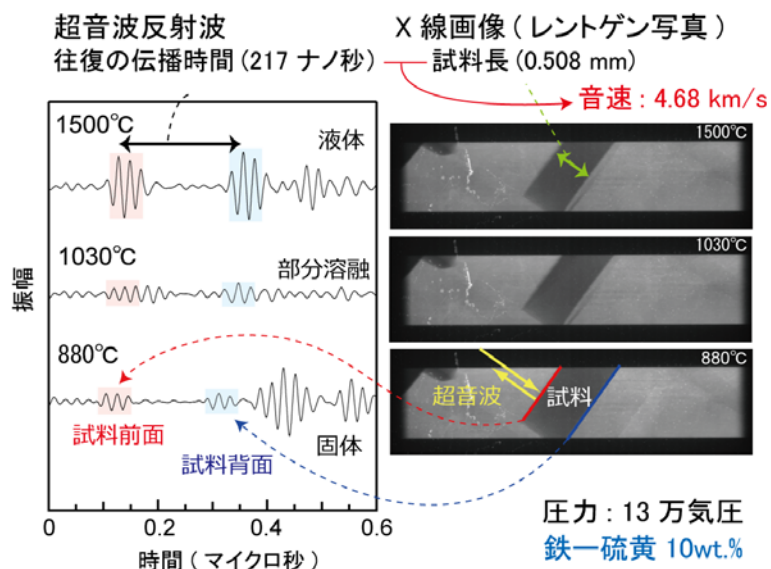 超音波反射波
往復の伝播時間 (217 ナノ秒)
X 線画像 ( レントゲン写真 )
試料長 (0.508 mm)
音速 : 4.68 km/s
1500℃
液体
1030℃
部分溶融
880℃
試料前面
試料背面
固体
振幅
0
0.2
0.4
0.6
時間 ( マイクロ秒 )
1500℃
1030℃
880℃
超音波
試料
圧力 : 13 万気圧
鉄ー硫黄 10wt.%